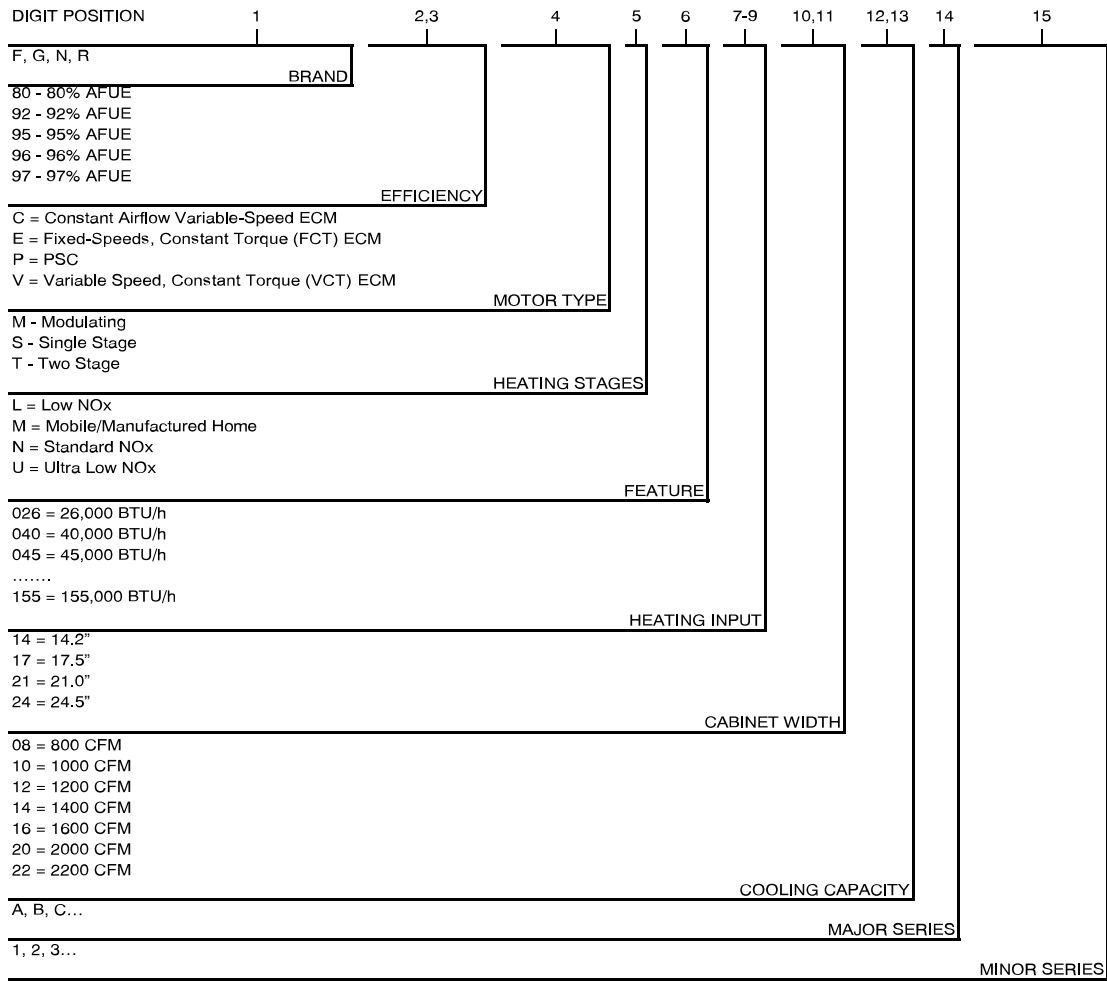 DIGIT POSITION 1 2,3 4 5 6 7-9 10,11 12,13 14 15
F, G, N, R
BRAND
80 - 80% AFUE
92 - 92% AFUE
95 - 95% AFUE
96 - 96% AFUE
97 - 97% AFUE
EFFICIENCY
C = Constant Airflow Variable-Speed ECM
E = Fixed-Speeds, Constant Torque (FCT) ECM
P = PSC
V = Variable Speed, Constant Torque (VCT) ECM
MOTOR TYPE
M - Modulating
S - Single Stage
T - Two Stage
HEATING STAGES
L = Low NOx
M = Mobile/Manufactured Home
N = Standard NOx
U = Ultra Low NOx
FEATURE
026 = 26,000 BTU/h
040 = 40,000 BTU/h
045 = 45,000 BTU/h
.......
155 = 155,000 BTU/h
HEATING INPUT
14 = 14.2”
17 = 17.5”
21 = 21.0”
24 = 24.5”
CABINET WIDTH
08 = 800 CFM
10 = 1000 CFM
12 = 1200 CFM
14 = 1400 CFM
16 = 1600 CFM
20 = 2000 CFM
22 = 2200 CFM
COOLING CAPACITY
A, B, C...
MAJOR SERIES
1, 2, 3...
MINOR SERIES